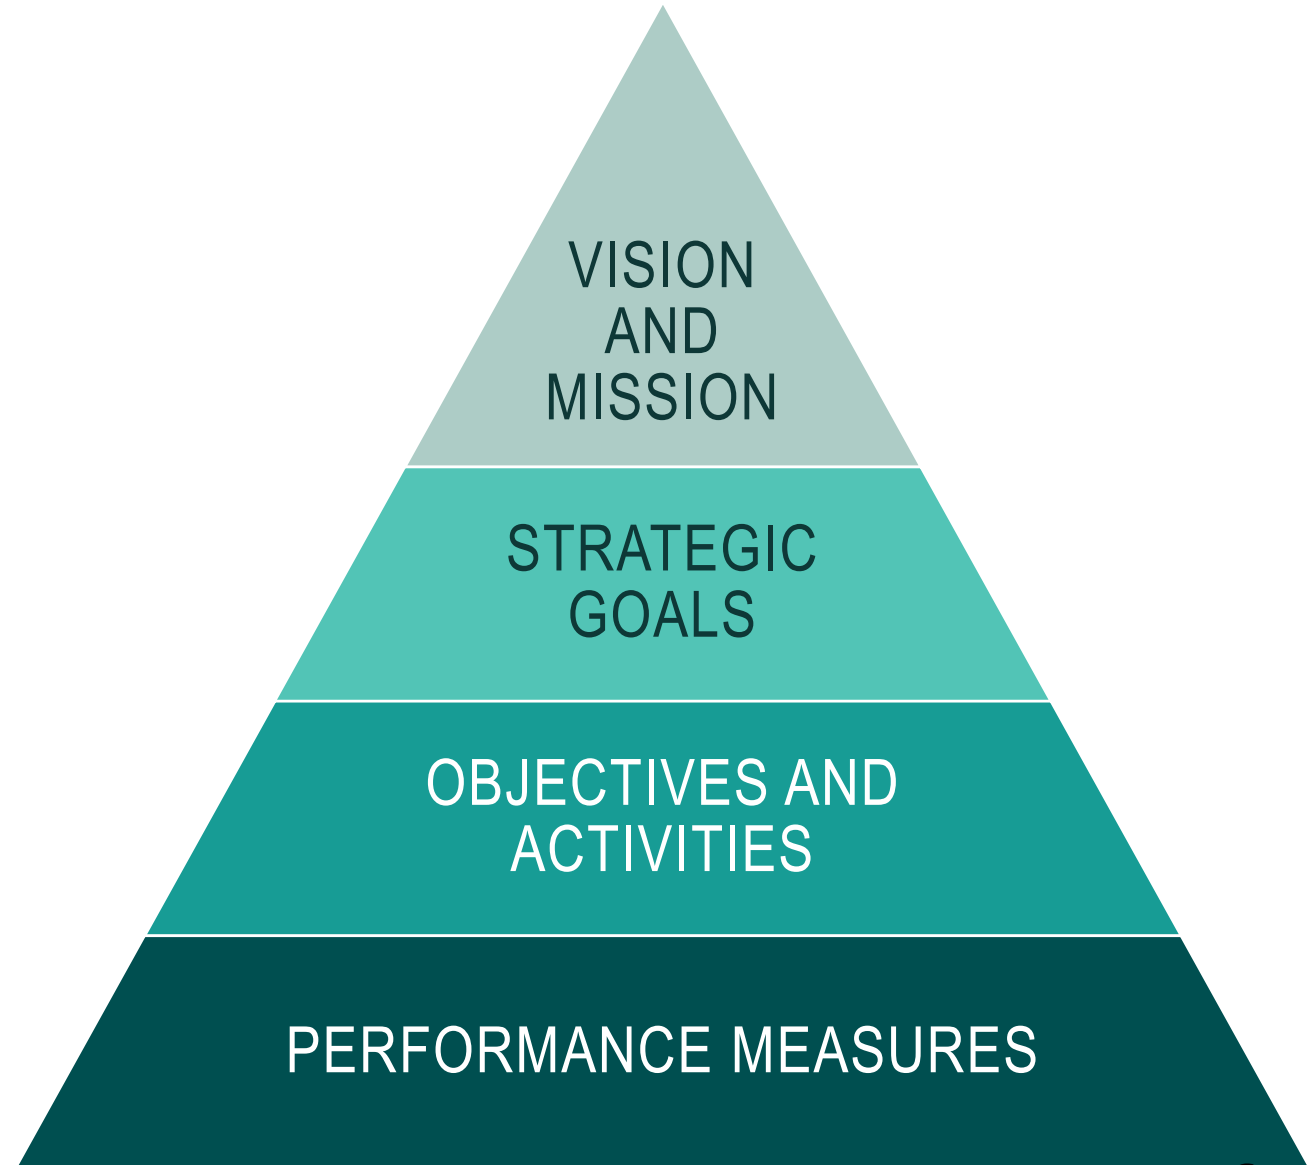 VISION
AND
MISSION
STRATEGIC
GOALS
OBJECTIVES AND
ACTIVITIES
PERFORMANCE MEASURES